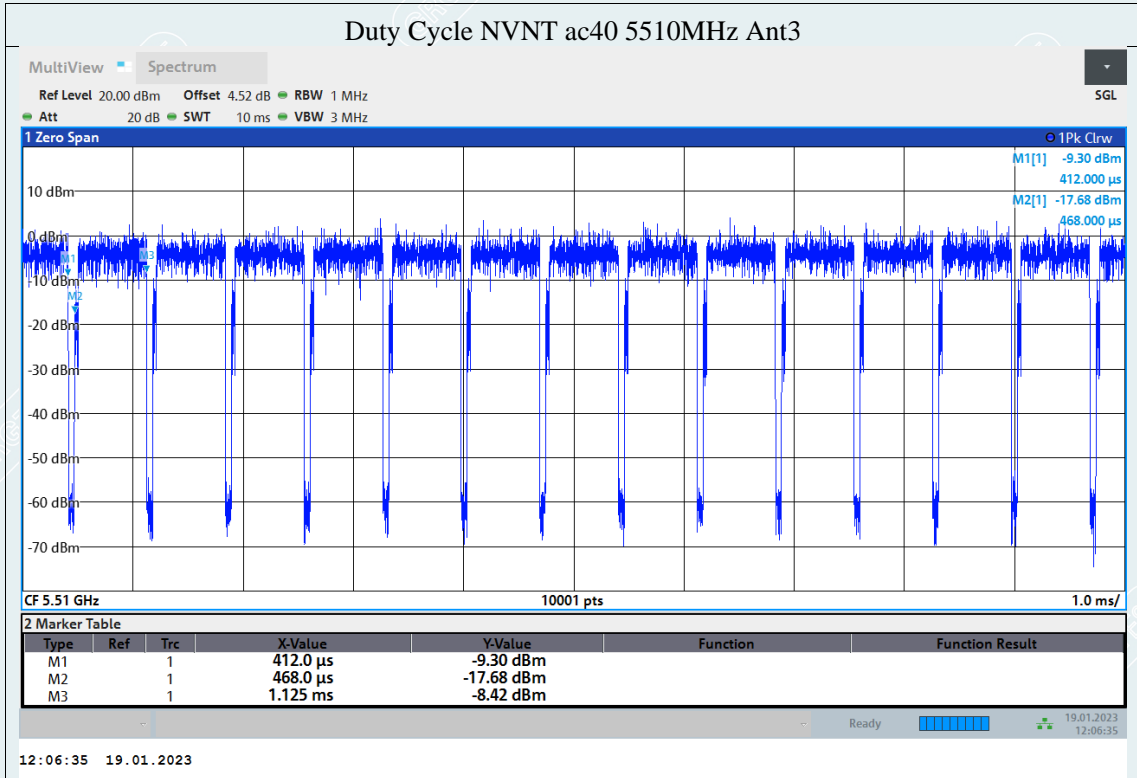 Duty Cycle NVNT ac40 5510MHz Ant3
MultiView Spectrum
Ref Level 20.00 dBm Offset 4.52 dB RBW 1 MHz SGL
Att 20 dB SWT 10 ms VBW 3 MHz
1 Zero Span 1Pk Clrw
M1[1] -9.30 dBm
412.000 µs
M2[1] -17.68 dBm
468.000 µs
10 dBm
0 dBm
M1 M3
-10 dBm
M2
-20 dBm
-30 dBm
-40 dBm
-50 dBm
-60 dBm
-70 dBm
CF 5.51 GHz 10001 pts 1.0 ms/
2 Marker Table
Type Ref Trc X-Value Y-Value Function Function Result
M1 1 412.0 µs -9.30 dBm
M2 1 468.0 µs -17.68 dBm
M3 1 1.125 ms -8.42 dBm
Ready 19.01.2023
12:06:35
12:06:35 19.01.2023